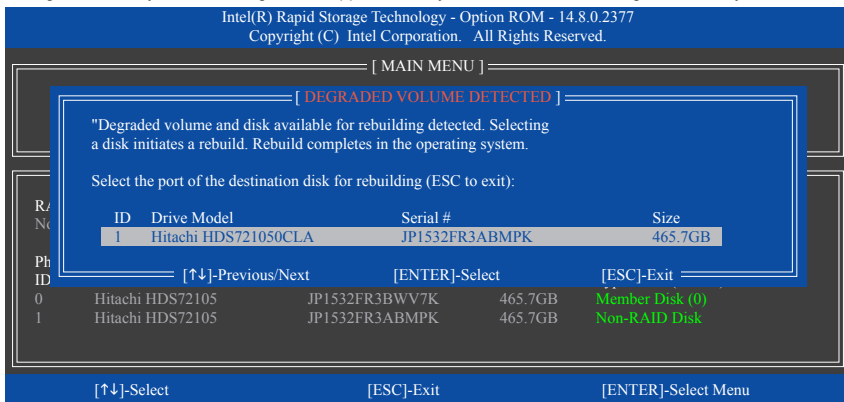 Intel(R) Rapid Storage Technology - Option ROM - 14.8.0.2377
Copyright (C) Intel Corporation. All Rights Reserved.
[ MAIN MENU ]
[ DEGRADED VOLUME DETECTED ]
"Degraded volume and disk available for rebuilding detected. Selecting
a disk initiates a rebuild. Rebuild completes in the operating system.
Select the port of the destination disk for rebuilding (ESC to exit):
ID Drive Model Serial # Size
1 Hitachi HDS721050CLA JP1532FR3ABMPK 465.7GB
[↑↓]-Previous/Next [ENTER]-Select [ESC]-Exit
ID
0 Hitachi HDS72105 JP1532FR3BWV7K 465.7GB Member Disk (0)
1 Hitachi HDS72105 JP1532FR3ABMPK 465.7GB Non-RAID Disk
[↑↓]-Select [ESC]-Exit [ENTER]-Select Menu